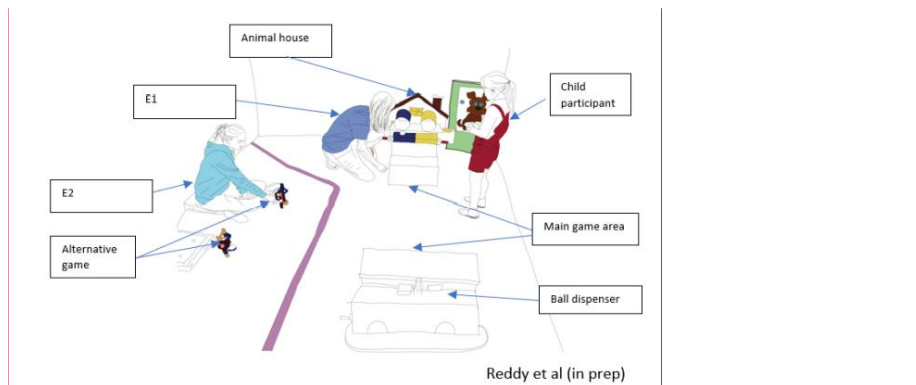 Animal house
E1
Child
participant
E2
Main game area
Alternative
game
Ball dispenser
Reddy et al (in prep)